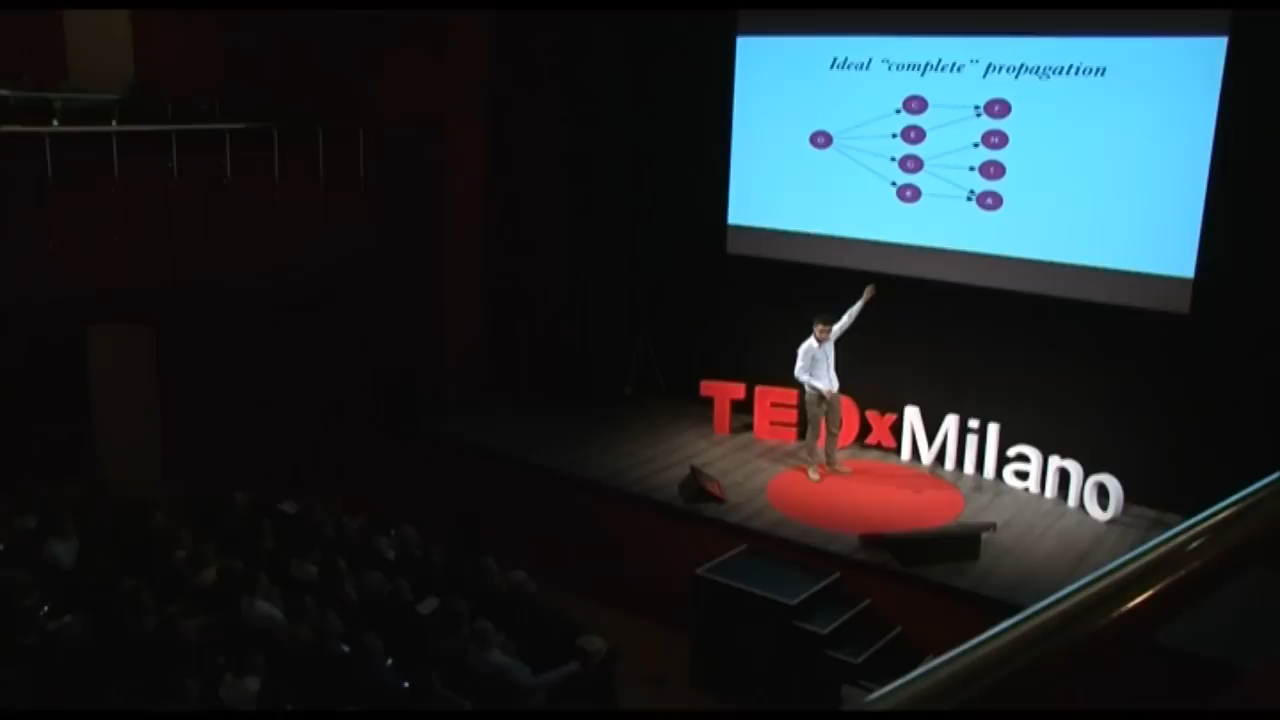 Ideal “complete” propagation
C
F
E
H
G
I
A
TEDxMilano